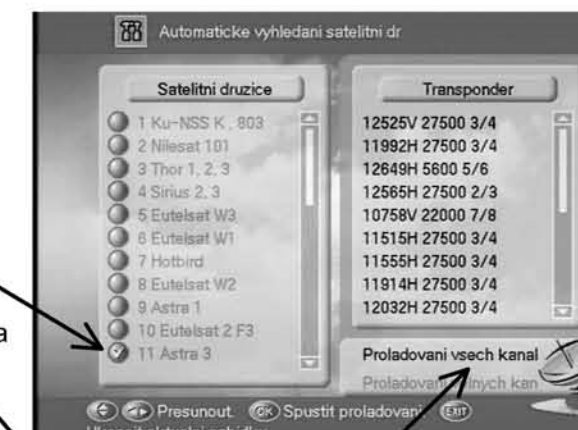 Automaticke vyhledani satelitni dr
Satelitni druzice
1 Ku-NSS K , 803
2 Nilesat 101
3 Thor 1, 2, 3
4 Sirius 2, 3
5 Eutelsat W3
6 Eutelsat W1
7 Hotbird
8 Eutelsat W2
9 Astra 1
10 Eutelsat 2 F3
11 Astra 3
Transponder
12525V 27500 3/4
11992H 27500 3/4
12649H 5600 5/6
12565H 27500 2/3
10758V 22000 7/8
11515H 27500 3/4
11555H 27500 3/4
11914H 27500 3/4
12032H 27500 3/4
a
Proladovani vsech kanal
Proladovani kan
Presunout OK Spustit proladovani EXIT